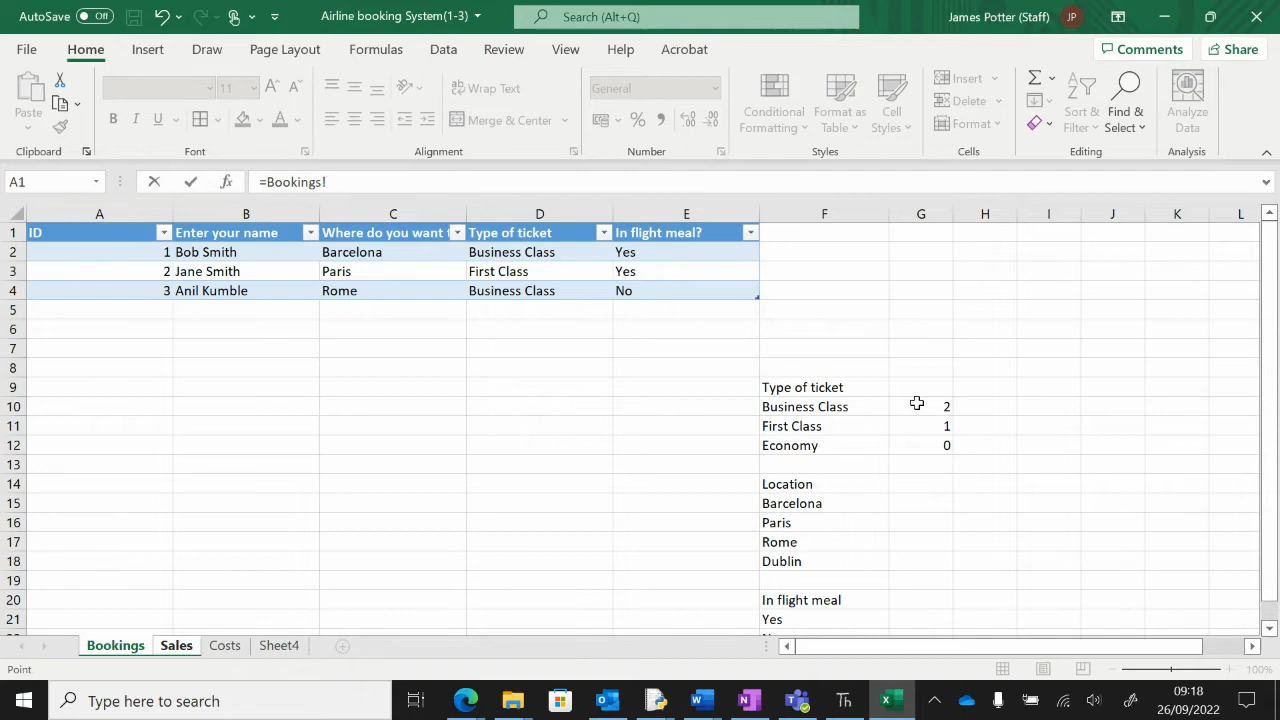 AutoSave Off Airline booking System(1-3) Search (Alt+Q) James Potter (Staff) JP
File Home Insert Draw Page Layout Formulas Data Review View Help Acrobat Comments Share
Paste 11 A A Wrap Text General Conditional Formatting Format as Table Cell Styles Insert Sort & Filter Find & Select Analyze Data
B I U A Merge & Center % Delete
Format
Clipboard Font Alignment Number Styles Cells Editing Analysis
A1 fx =Bookings!
A B C D E F G H I J K L
1 ID Enter your name Where do you want Type of ticket In flight meal?
2 1 Bob Smith Barcelona Business Class Yes
3 2 Jane Smith Paris First Class Yes
4 3 Anil Kumble Rome Business Class No
5
6
7
8
9 Type of ticket
10 Business Class 2
11 First Class 1
12 Economy 0
13
14 Location
15 Barcelona
16 Paris
17 Rome
18 Dublin
19
20 In flight meal
21 Yes
Bookings Sales Costs Sheet4
Point 100%
Type here to search 09:18
26/09/2022